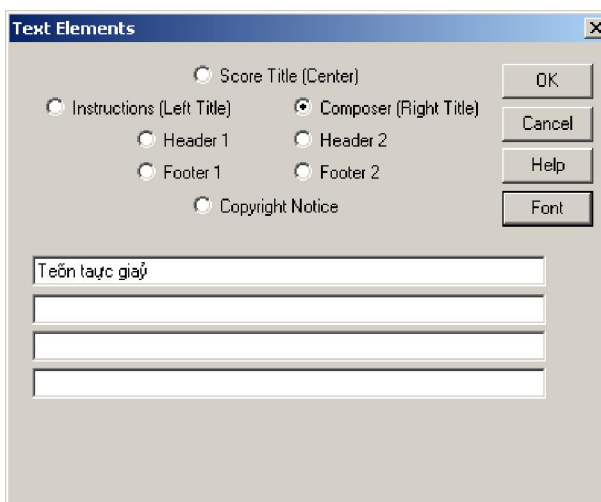 Text Elements
Score Title (Center)
Instructions (Left Title)
Composer (Right Title)
Header 1
Header 2
Footer 1
Footer 2
Copyright Notice
OK
Cancel
Help
Font
Teõn taực giaỷ